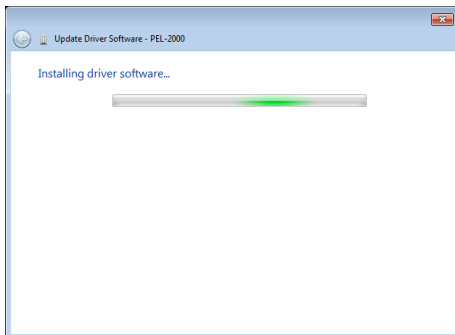 Update Driver Software - PEL-2000
Installing driver software...